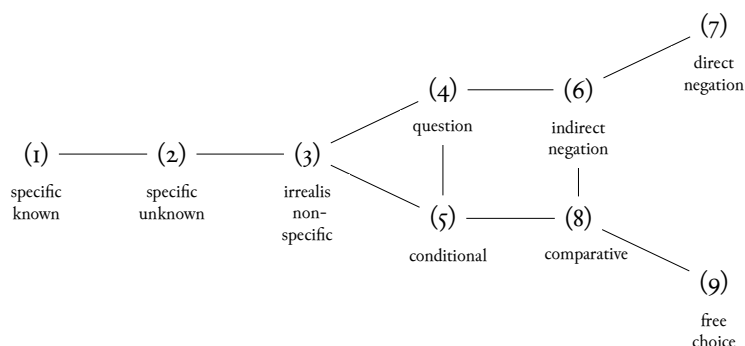 (7)
direct
negation
(4)
question
(6)
indirect
negation
(1)
specific
known
(2)
specific
unknown
(3)
irrealis
non-
specific
(5)
conditional
(8)
comparative
(9)
free
choice